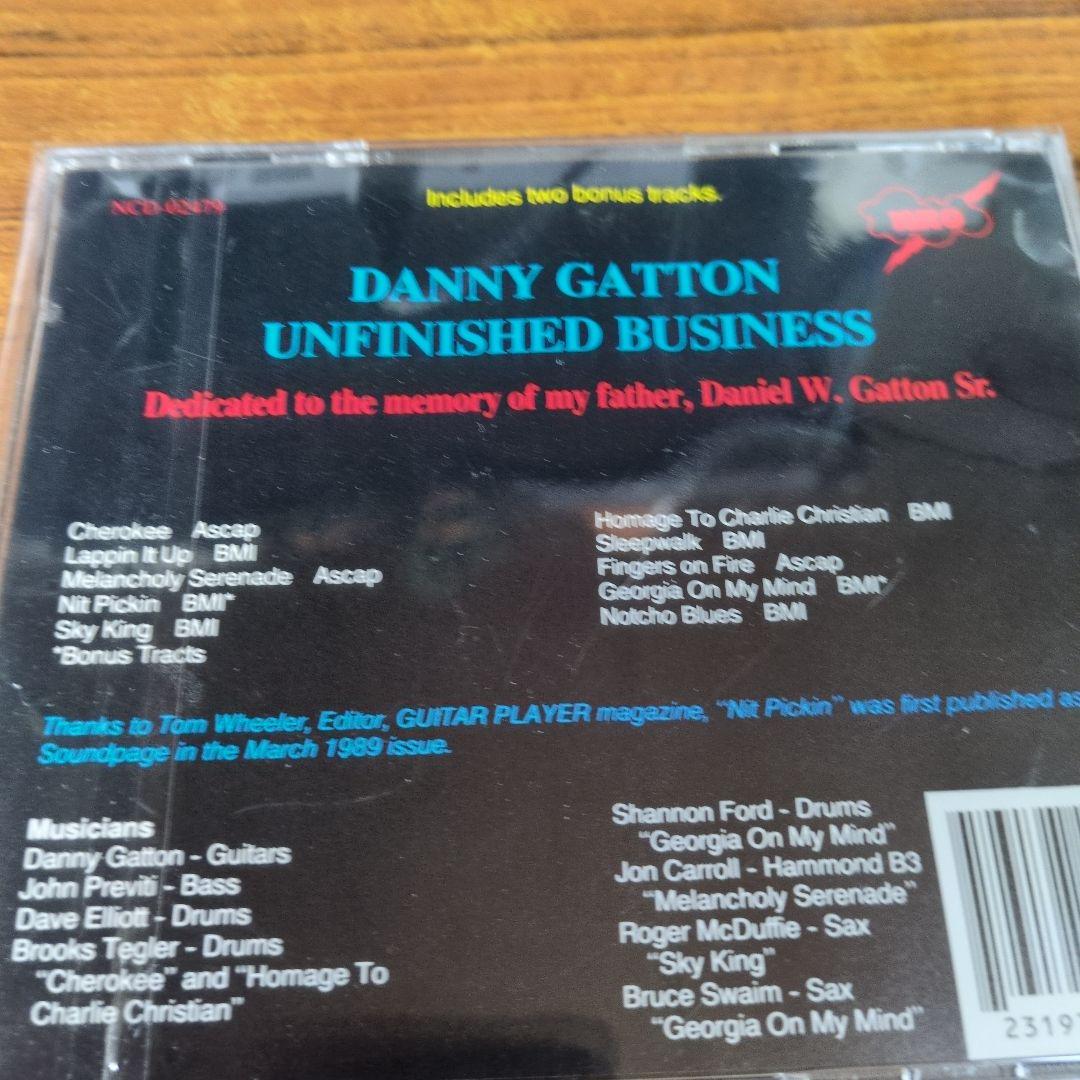 NCD-02479
Includes two bonus tracks.
NRG
DANNY GATTON
UNFINISHED BUSINESS
Dedicated to the memory of my father, Daniel W. Gatton Sr.
Cherokee Ascap
Lappin It Up BMI
Melancholy Serenade Ascap
Nit Pickin BMI*
Sky King BMI
*Bonus Tracts
Homage To Charlie Christian BMI
Sleepwalk BMI
Fingers on Fire Ascap
Georgia On My Mind BMI*
Notcho Blues BMI
Thanks to Tom Wheeler, Editor, GUITAR PLAYER magazine, “Nit Pickin” was first published as
Soundpage in the March 1989 issue.
Musicians
Danny Gatton - Guitars
John Previti - Bass
Dave Elliott - Drums
Brooks Tegler - Drums
“Cherokee” and “Homage To
Charlie Christian”
Shannon Ford - Drums
“Georgia On My Mind”
Jon Carroll - Hammond B3
“Melancholy Serenade”
Roger McDuffie - Sax
“Sky King”
Bruce Swaim - Sax
“Georgia On My Mind”
2319